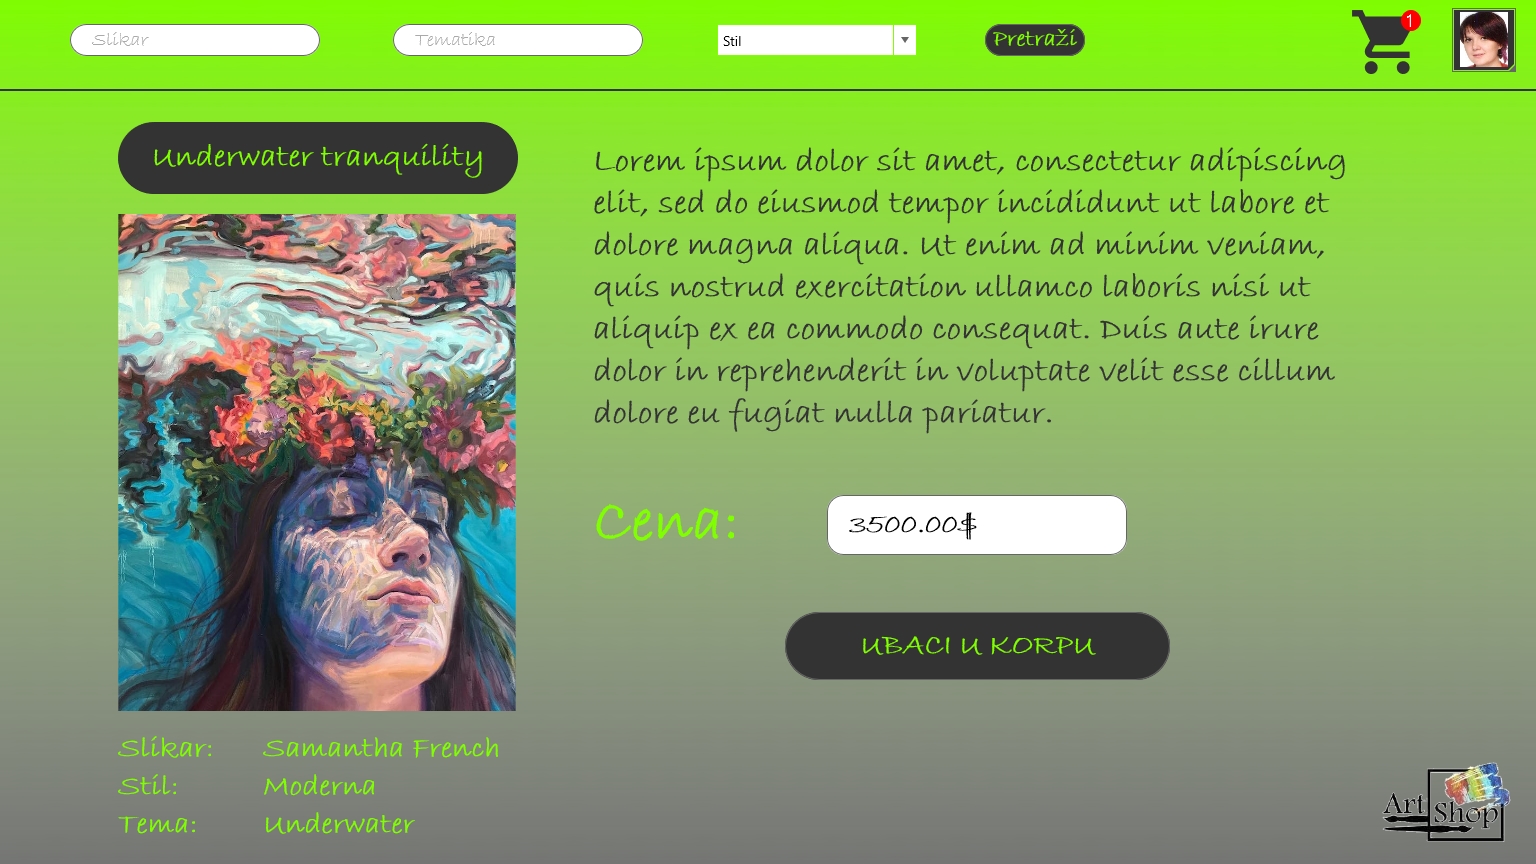 Slikar
Tematika
Stil
Pretraži
1
Underwater tranquility
Lorem ipsum dolor sit amet, consectetur adipiscing
elit, sed do eiusmod tempor incididunt ut labore et
dolore magna aliqua. Ut enim ad minim veniam,
quis nostrud exercitation ullamco laboris nisi ut
aliquip ex ea commodo consequat. Duis aute irure
dolor in reprehenderit in voluptate velit esse cillum
dolore eu fugiat nulla pariatur.
Cena: 3500.00$
UBACI U KORPU
Slikar: Samantha French
Stil: Moderna
Tema: Underwater
Art
Shop